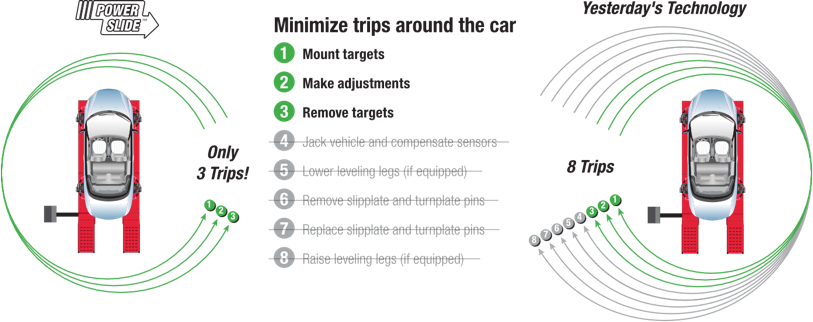 POWER
SLIDE™
Only
3 Trips!
1 2 3
Minimize trips around the car
1 Mount targets
2 Make adjustments
3 Remove targets
4 Jack vehicle and compensate sensors
5 Lower leveling legs (if equipped)
6 Remove slipplate and turnplate pins
7 Replace slipplate and turnplate pins
8 Raise leveling legs (if equipped)
Yesterday's Technology
8 Trips
8 7 6 5 4 3 2 1